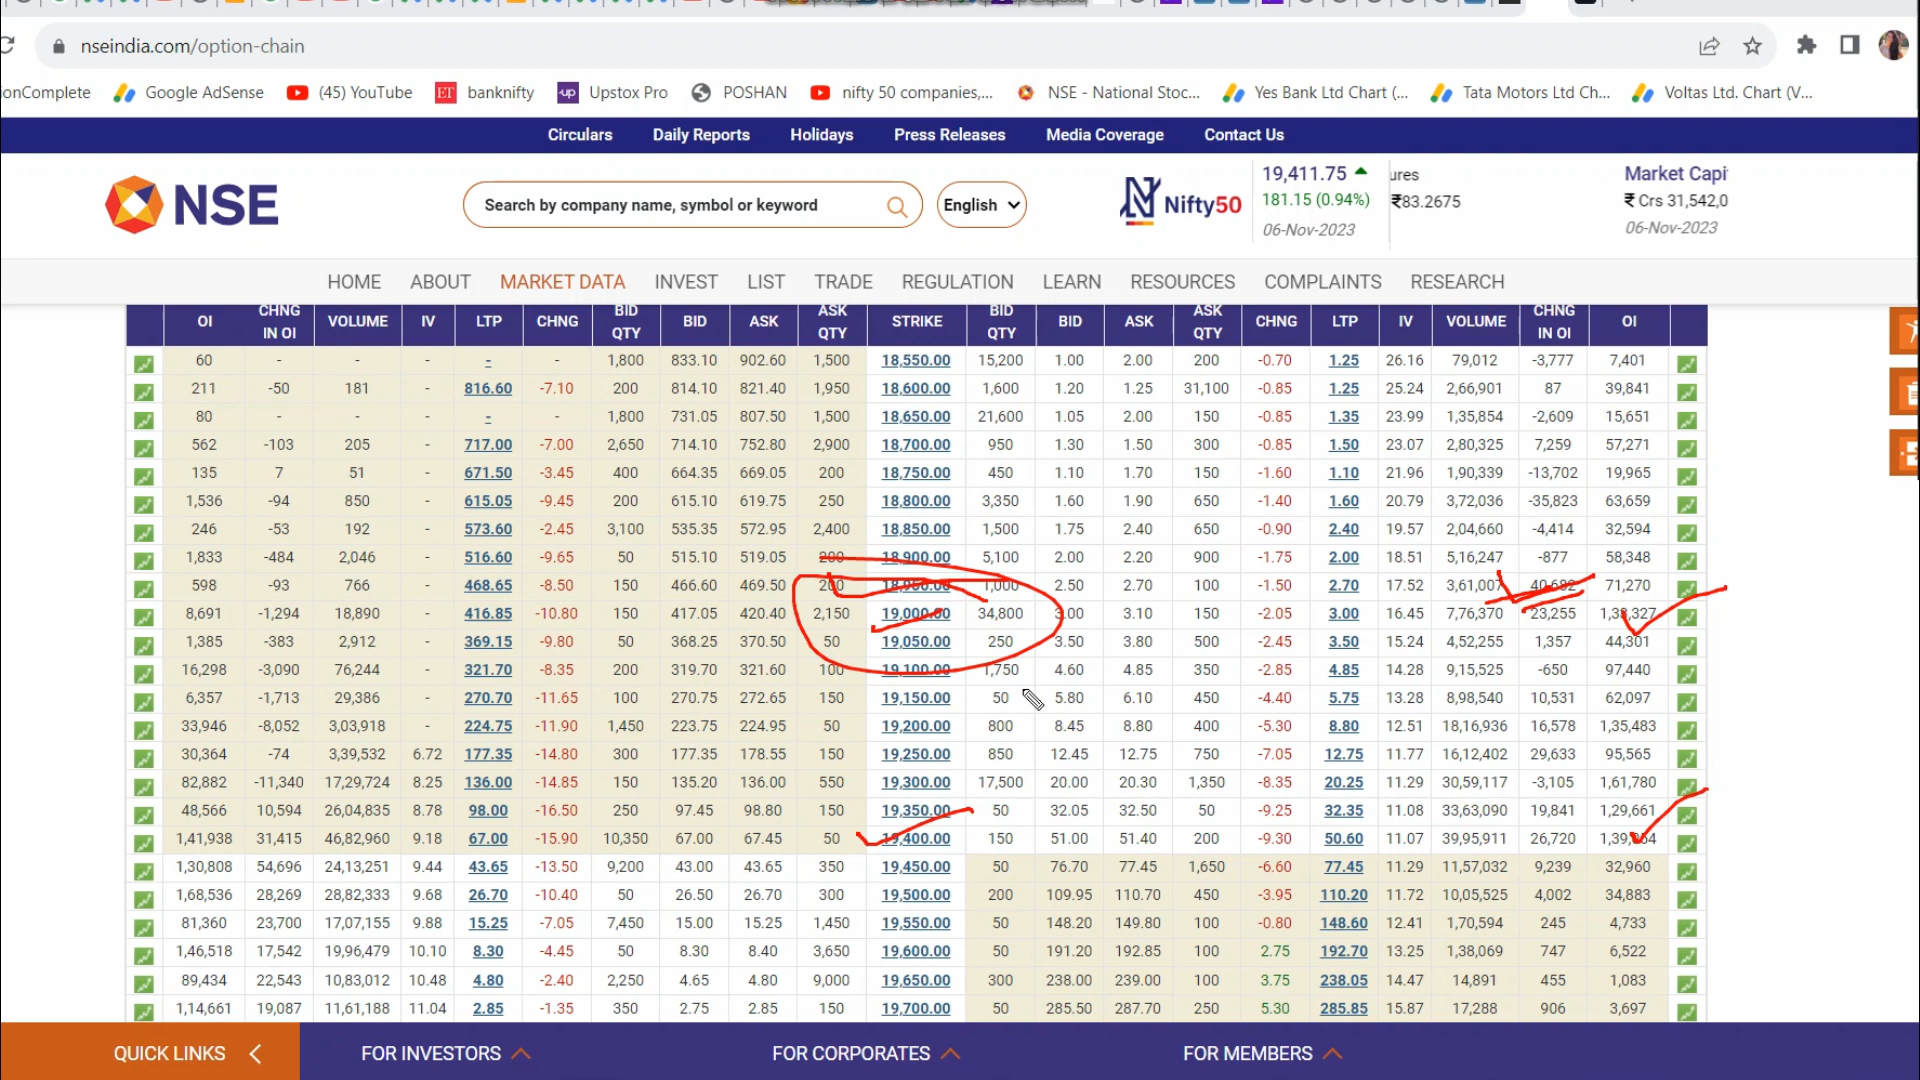 nseindia.com/option-chain
ionComplete Google AdSense (45) YouTube ET banknifty up Upstox Pro POSHAN nifty 50 companies,... NSE - National Stoc... Yes Bank Ltd Chart (... Tata Motors Ltd Ch... Voltas Ltd. Chart (V...
Circulars Daily Reports Holidays Press Releases Media Coverage Contact Us
NSE Search by company name, symbol or keyword English Nifty50
19,411.75 ures Market Capi
181.15 (0.94%) ₹83.2675 ₹ Crs 31,542,0
06-Nov-2023 06-Nov-2023
HOME ABOUT MARKET DATA INVEST LIST TRADE REGULATION LEARN RESOURCES COMPLAINTS RESEARCH
OI CHNG IN OI VOLUME IV LTP CHNG BID QTY BID ASK ASK QTY STRIKE BID QTY BID ASK ASK QTY CHNG LTP IV VOLUME CHNG IN OI OI
60 - - - - - 1,800 833.10 902.60 1,500 18,550.00 15,200 1.00 2.00 200 -0.70 1.25 26.16 79,012 -3,777 7,401
211 -50 181 - 816.60 -7.10 200 814.10 821.40 1,950 18,600.00 1,600 1.20 1.25 31,100 -0.85 1.25 25.24 2,66,901 87 39,841
80 - - - - - 1,800 731.05 807.50 1,500 18,650.00 21,600 1.05 2.00 150 -0.85 1.35 23.99 1,35,854 -2,609 15,651
562 -103 205 - 717.00 -7.00 2,650 714.10 752.80 2,900 18,700.00 950 1.30 1.50 300 -0.85 1.50 23.07 2,80,325 7,259 57,271
135 7 51 - 671.50 -3.45 400 664.35 669.05 200 18,750.00 450 1.10 1.70 150 -1.60 1.10 21.96 1,90,339 -13,702 19,965
1,536 -94 850 - 615.05 -9.45 200 615.10 619.75 250 18,800.00 3,350 1.60 1.90 650 -1.40 1.60 20.79 3,72,036 -35,823 63,659
246 -53 192 - 573.60 -2.45 3,100 535.35 572.95 2,400 18,850.00 1,500 1.75 2.40 650 -0.90 2.40 19.57 2,04,660 -4,414 32,594
1,833 -484 2,046 - 516.60 -9.65 50 515.10 519.05 200 18,900.00 5,100 2.00 2.20 900 -1.75 2.00 18.51 5,16,247 -877 58,348
598 -93 766 - 468.65 -8.50 150 466.60 469.50 200 18,950.00 1,000 2.50 2.70 100 -1.50 2.70 17.52 3,61,007 40,682 71,270
8,691 -1,294 18,890 - 416.85 -10.80 150 417.05 420.40 2,150 19,000.00 34,800 3.00 3.10 150 -2.05 3.00 16.45 7,76,370 23,255
1,385 -383 2,912 - 369.15 -9.80 50 368.25 370.50 50 19,050.00 250 3.50 3.80 500 -2.45 3.50 15.24 4,52,255 1,357 44,301
16,298 -3,090 76,244 - 321.70 -8.35 200 319.70 321.60 100 19,100.00 1,750 4.60 4.85 350 -2.85 4.85 14.28 9,15,525 -650 97,440
6,357 -1,713 29,386 - 270.70 -11.65 100 270.75 272.65 150 19,150.00 50 5.80 6.10 450 -4.40 5.75 13.28 8,98,540 10,531 62,097
33,946 -8,052 3,03,918 - 224.75 -11.90 1,450 223.75 224.95 50 19,200.00 800 8.45 8.80 400 -5.30 8.80 12.51 18,16,936 16,578 1,35,483
30,364 -74 3,39,532 6.72 177.35 -14.80 300 177.35 178.55 150 19,250.00 850 12.45 12.75 750 -7.05 12.75 11.77 16,12,402 29,633 95,565
82,882 -11,340 17,29,724 8.25 136.00 -14.85 150 135.20 136.00 550 19,300.00 17,500 20.00 20.30 1,350 -8.35 20.25 11.29 30,59,117 -3,105 1,61,780
48,566 10,594 26,04,835 8.78 98.00 -16.50 250 97.45 98.80 150 19,350.00 50 32.05 32.50 50 -9.25 32.35 11.08 33,63,090 19,841 1,29,661
1,41,938 31,415 46,82,960 9.18 67.00 -15.90 10,350 67.00 67.45 50 19,400.00 150 51.00 51.40 200 -9.30 50.60 11.07 39,95,911 26,720
1,30,808 54,696 24,13,251 9.44 43.65 -13.50 9,200 43.00 43.65 350 19,450.00 50 76.70 77.45 1,650 -6.60 77.45 11.29 11,57,032 9,239 32,960
1,68,536 28,269 28,82,333 9.68 26.70 -10.40 50 26.50 26.70 300 19,500.00 200 109.95 110.70 450 -3.95 110.20 11.72 10,05,525 4,002 34,883
81,360 23,700 17,07,155 9.88 15.25 -7.05 7,450 15.00 15.25 1,450 19,550.00 50 148.20 149.80 100 -0.80 148.60 12.41 1,70,594 245 4,733
1,46,518 17,542 19,96,479 10.10 8.30 -4.45 50 8.30 8.40 3,650 19,600.00 50 191.20 192.85 100 2.75 192.70 13.25 1,38,069 747 6,522
89,434 22,543 10,83,012 10.48 4.80 -2.40 2,250 4.65 4.80 9,000 19,650.00 300 238.00 239.00 100 3.75 238.05 14.47 14,891 455 1,083
1,14,661 19,087 11,61,188 11.04 2.85 -1.35 350 2.75 2.85 150 19,700.00 50 285.50 287.70 250 5.30 285.85 15.87 17,288 906 3,697
QUICK LINKS FOR INVESTORS FOR CORPORATES FOR MEMBERS